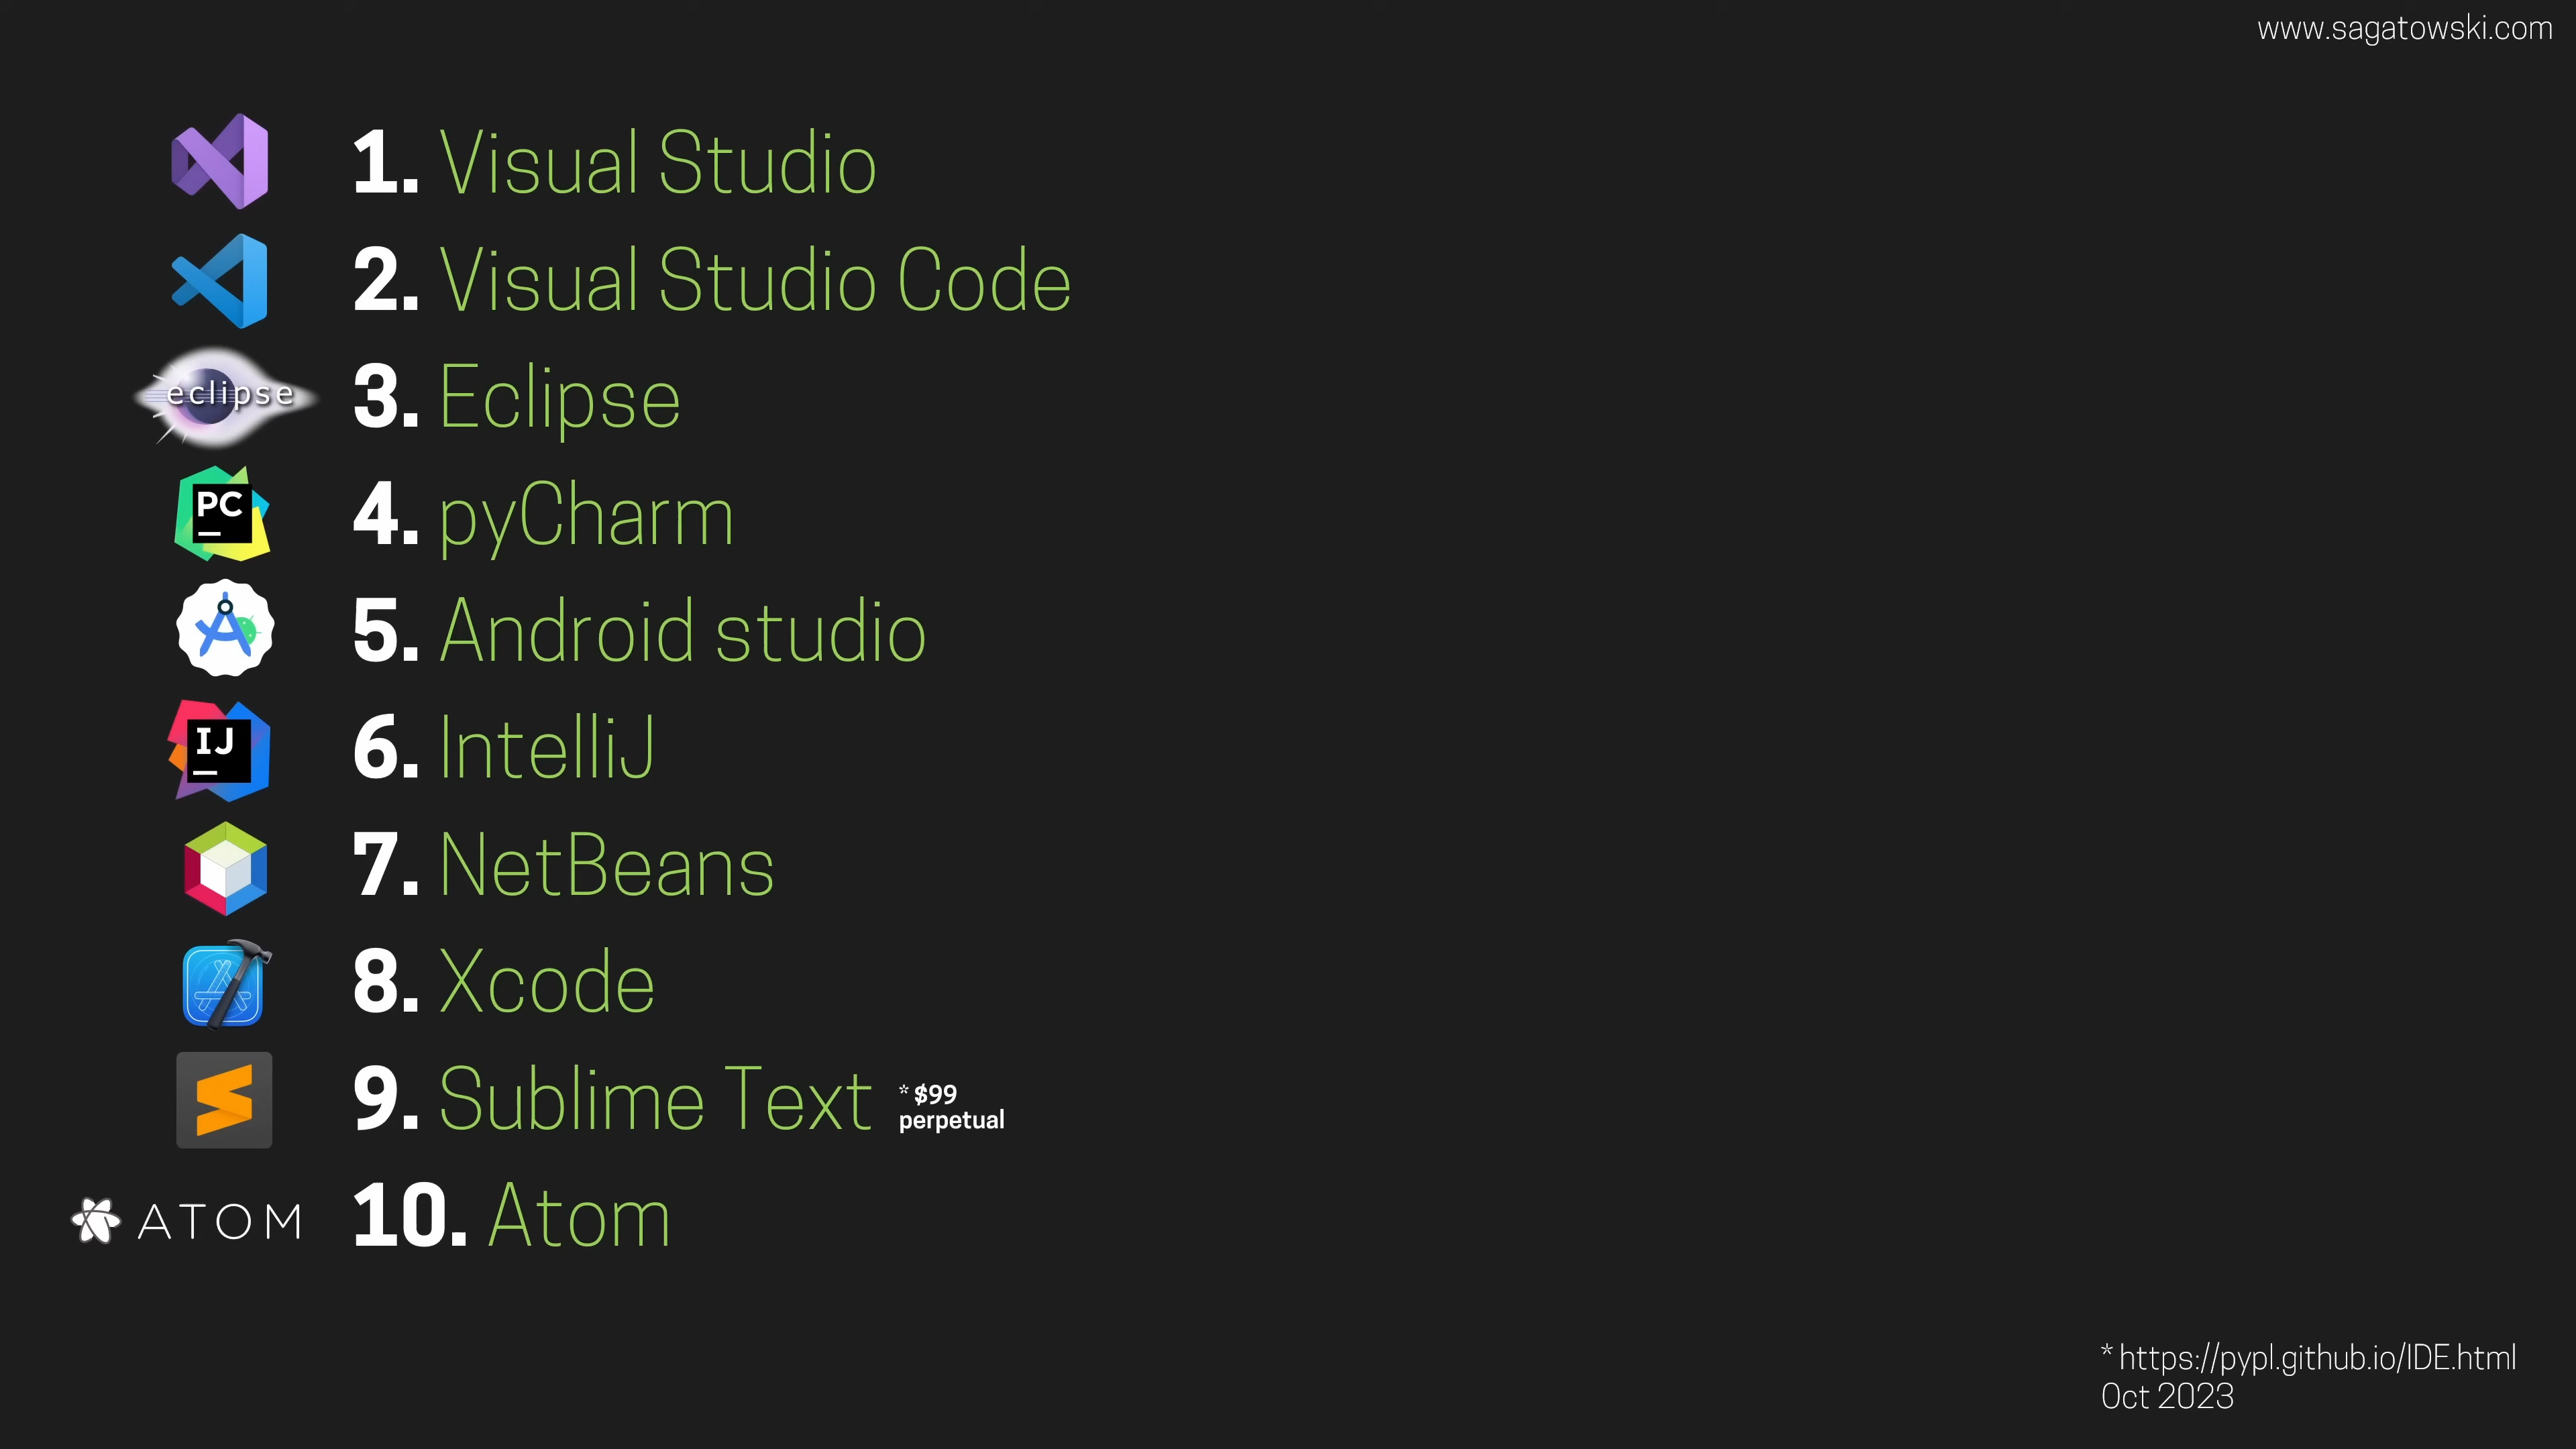 www.sagatowski.com
1. Visual Studio
2. Visual Studio Code
eclipse
3. Eclipse
PC
4. pyCharm
5. Android studio
IJ
6. IntelliJ
7. NetBeans
8. Xcode
9. Sublime Text
* $99
perpetual
ATOM
10. Atom
* https://pypl.github.io/IDE.html
Oct 2023